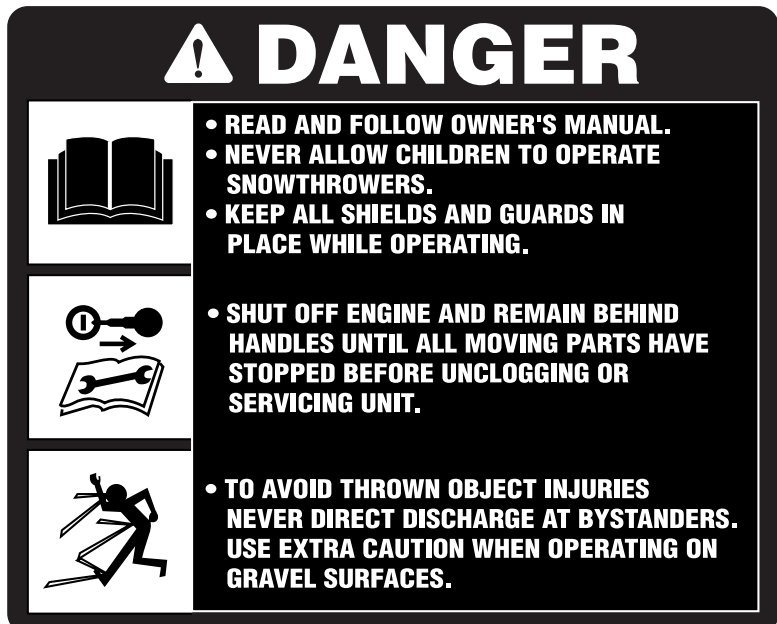 DANGER
• READ AND FOLLOW OWNER'S MANUAL.
• NEVER ALLOW CHILDREN TO OPERATE
SNOWTHROWERS.
• KEEP ALL SHIELDS AND GUARDS IN
PLACE WHILE OPERATING.
• SHUT OFF ENGINE AND REMAIN BEHIND
HANDLES UNTIL ALL MOVING PARTS HAVE
STOPPED BEFORE UNCLOGGING OR
SERVICING UNIT.
• TO AVOID THROWN OBJECT INJURIES
NEVER DIRECT DISCHARGE AT BYSTANDERS.
USE EXTRA CAUTION WHEN OPERATING ON
GRAVEL SURFACES.